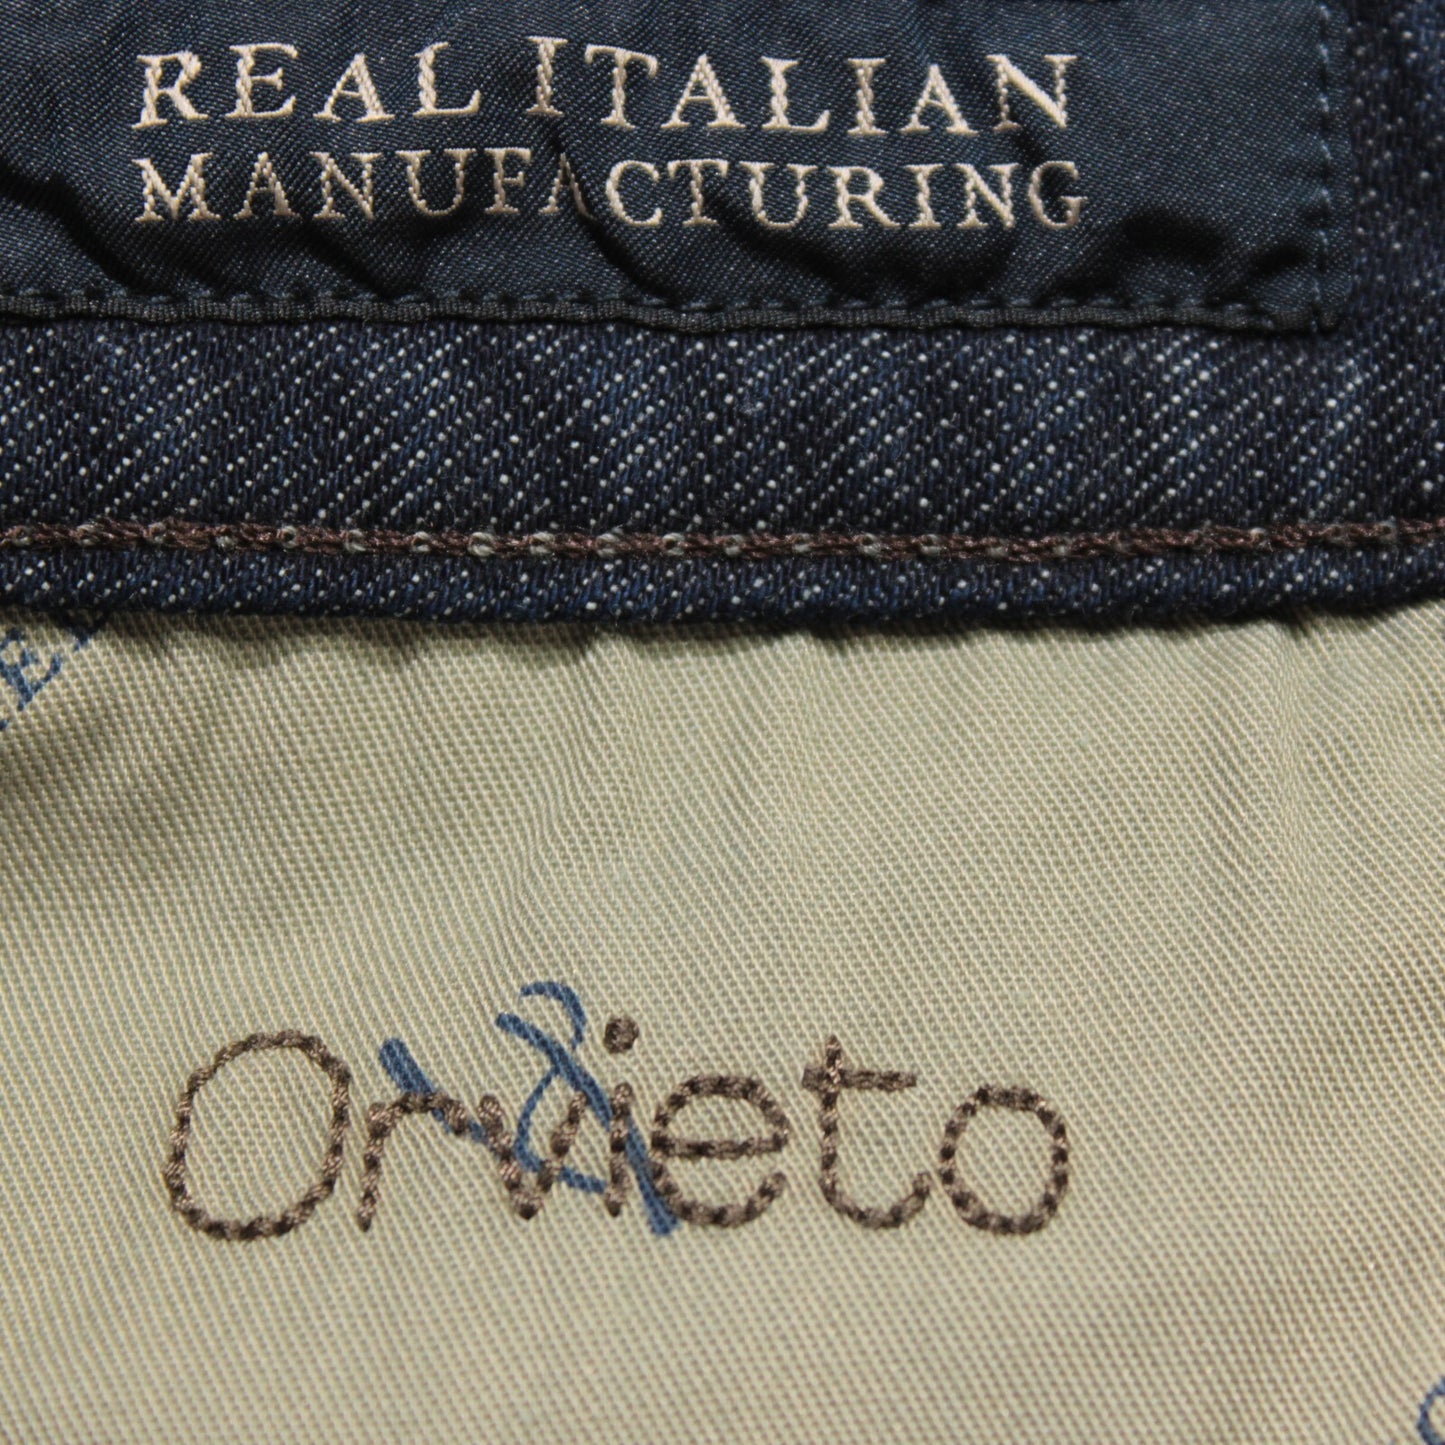 REAL ITALIAN
MANUFACTURING
Orvieto